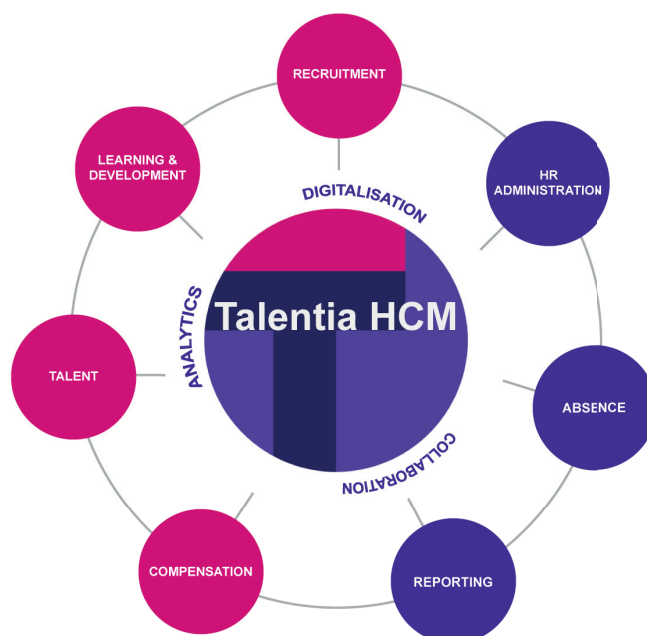 RECRUITMENT
LEARNING &
DEVELOPMENT
HR
ADMINISTRATION
DIGITALISATION
ANALYTICS
Talentia HCM
TALENT
ABSENCE
COLLABORATION
COMPENSATION
REPORTING